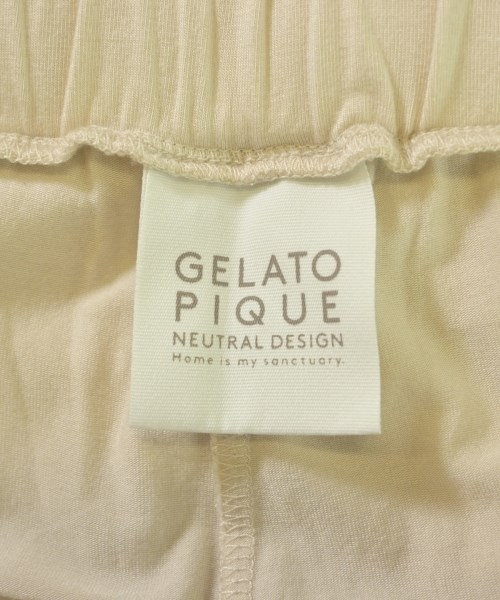 GELATO
PIQUE
NEUTRAL DESIGN
Home is my sanctuary.